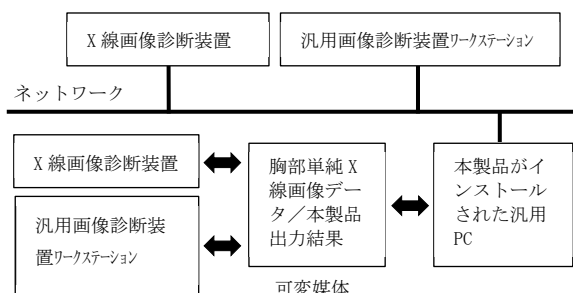 X 線画像診断装置
汎用画像診断装置ワークステーション
ネットワーク
X 線画像診断装置
汎用画像診断装
置ワークステーション
胸部単純 X
線画像デー
タ／本製品
出力結果
可変媒体
本製品がイ
ンストール
された汎用
PC